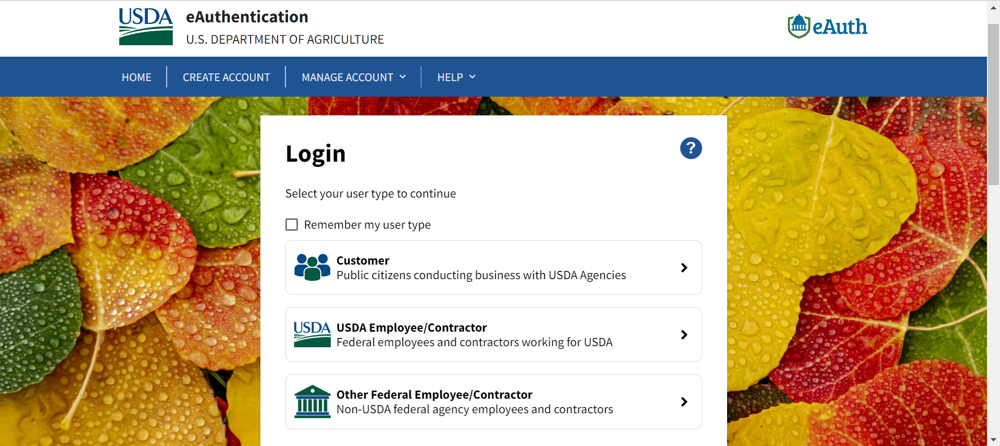 USDA
eAuthentication
U.S. DEPARTMENT OF AGRICULTURE
eAuth
HOME
CREATE ACCOUNT
MANAGE ACCOUNT
HELP
Login
?
Select your user type to continue
Remember my user type
Customer
Public citizens conducting business with USDA Agencies
USDA
USDA Employee/Contractor
Federal employees and contractors working for USDA
Other Federal Employee/Contractor
Non-USDA federal agency employees and contractors